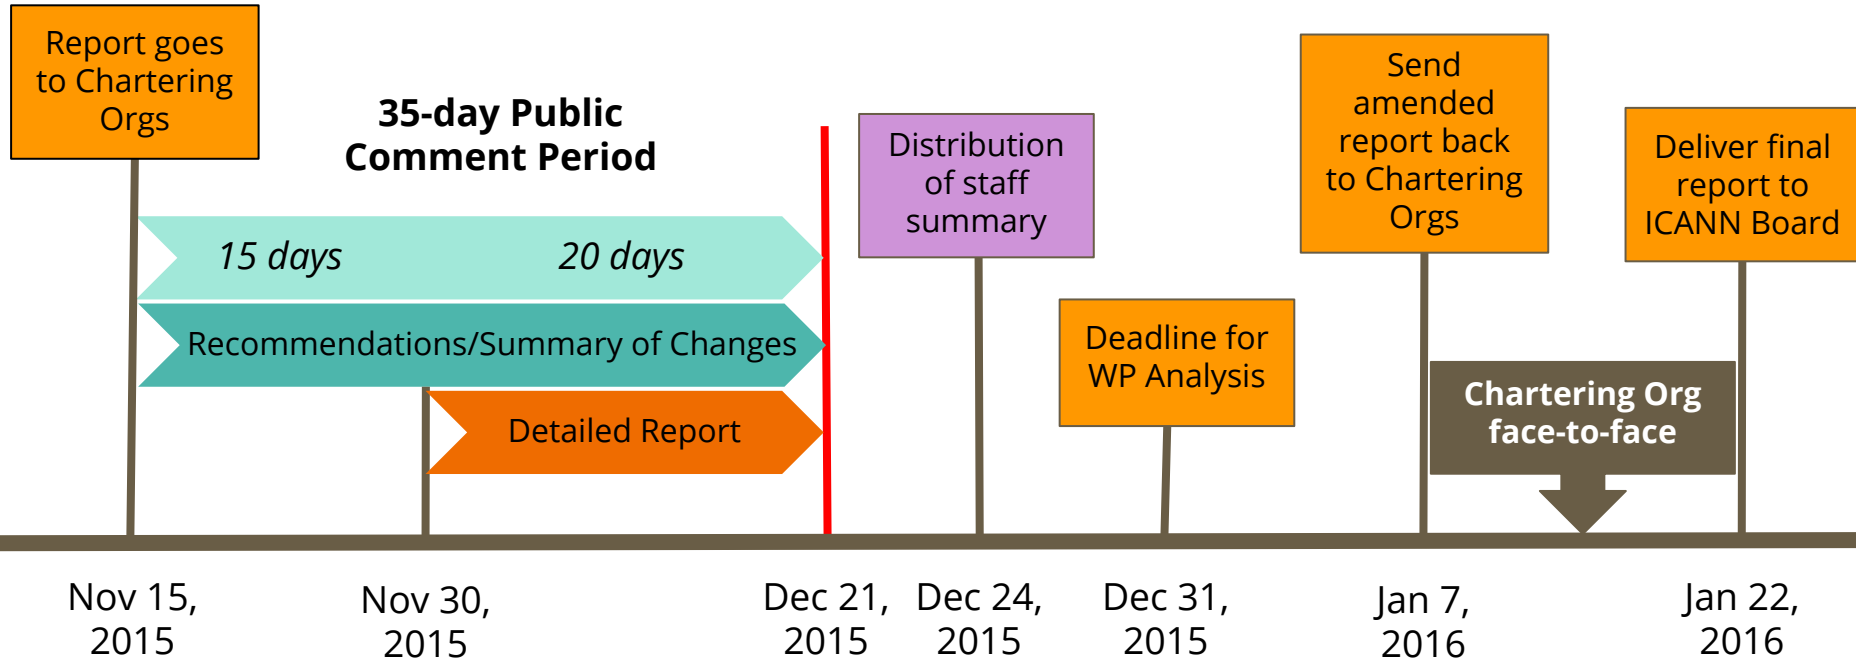 Report goes
to Chartering
Orgs
35-day Public
Comment Period
15 days
20 days
Recommendations/Summary of Changes
Detailed Report
Distribution
of staff
summary
Deadline for
WP Analysis
Send
amended
report back
to Chartering
Orgs
Chartering Org
face-to-face
Deliver final
report to
ICANN Board
Nov 15,
2015
Nov 30,
2015
Dec 21,
2015
Dec 24,
2015
Dec 31,
2015
Jan 7,
2016
Jan 22,
2016